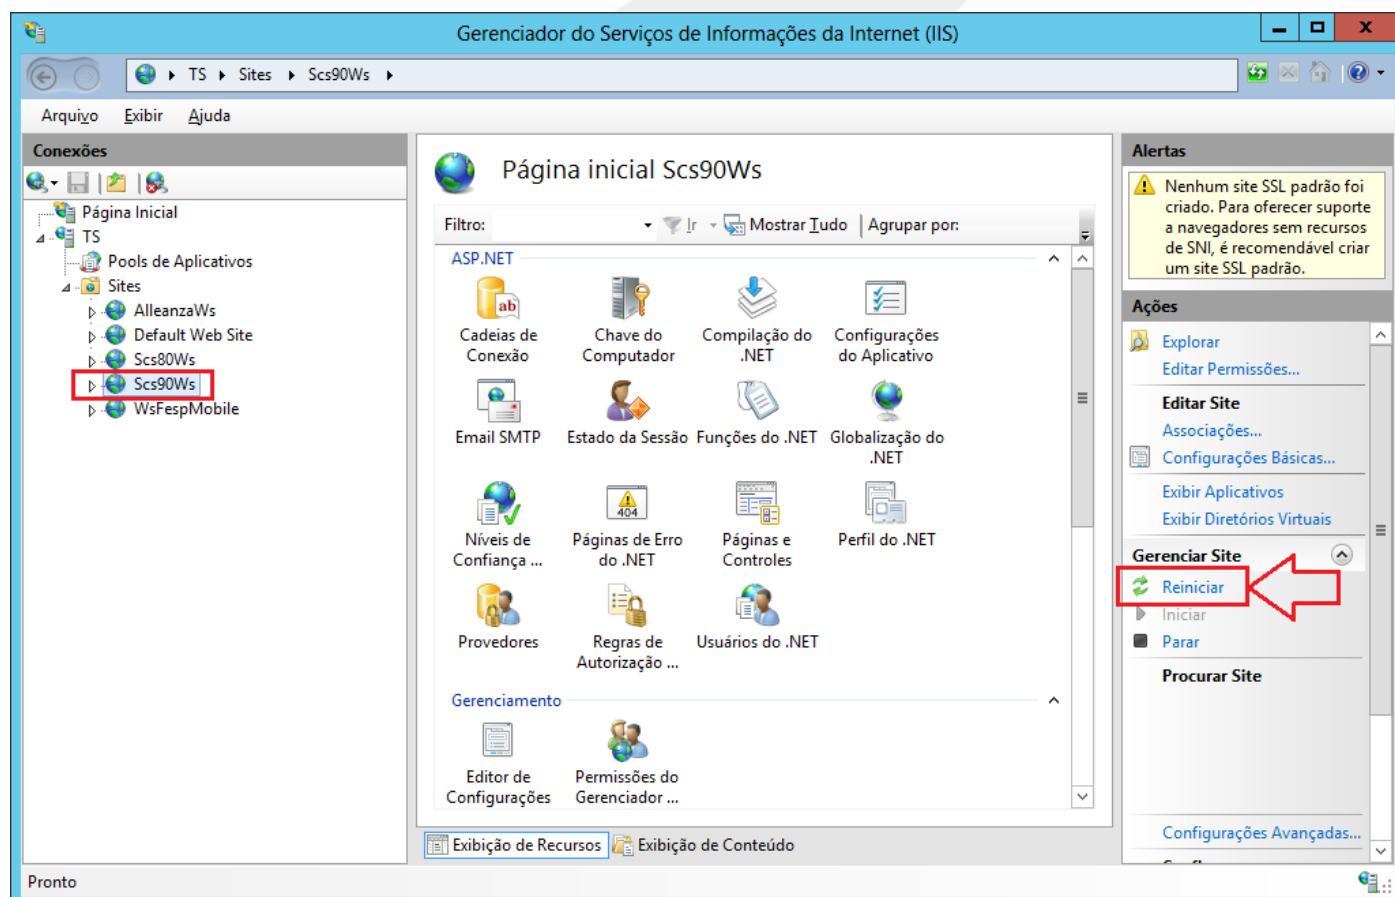 Gerenciador do Serviços de Informações da Internet (IIS)
TS Sites Scs90Ws
Arquivo Exibir Ajuda
Conexões
Página Inicial
TS
Pools de Aplicativos
Sites
AlleanzaWs
Default Web Site
Scs80Ws
Scs90Ws
WsFespMobile
Página inicial Scs90Ws
Filtro: Ir Mostrar Tudo Agrupar por:
ASP.NET
Cadeias de
Conexão
Chave do
Computador
Compilação do
.NET
Configurações
do Aplicativo
Email SMTP
Estado da Sessão
Funções do .NET
Globalização do
.NET
Níveis de
Confiança ...
Páginas de Erro
do .NET
Páginas e
Controles
Perfil do .NET
Provedores
Regras de
Autorização ...
Usuários do .NET
Gerenciamento
Editor de
Configurações
Permissões do
Gerenciador ...
Exibição de Recursos Exibição de Conteúdo
Alertas
Nenhum site SSL padrão foi
criado. Para oferecer suporte
a navegadores sem recursos
de SNI, é recomendável criar
um site SSL padrão.
Ações
Explorar
Editar Permissões...
Editar Site
Associações...
Configurações Básicas...
Exibir Aplicativos
Exibir Diretórios Virtuais
Gerenciar Site
Reiniciar
Iniciar
Parar
Procurar Site
Configurações Avançadas...
Pronto